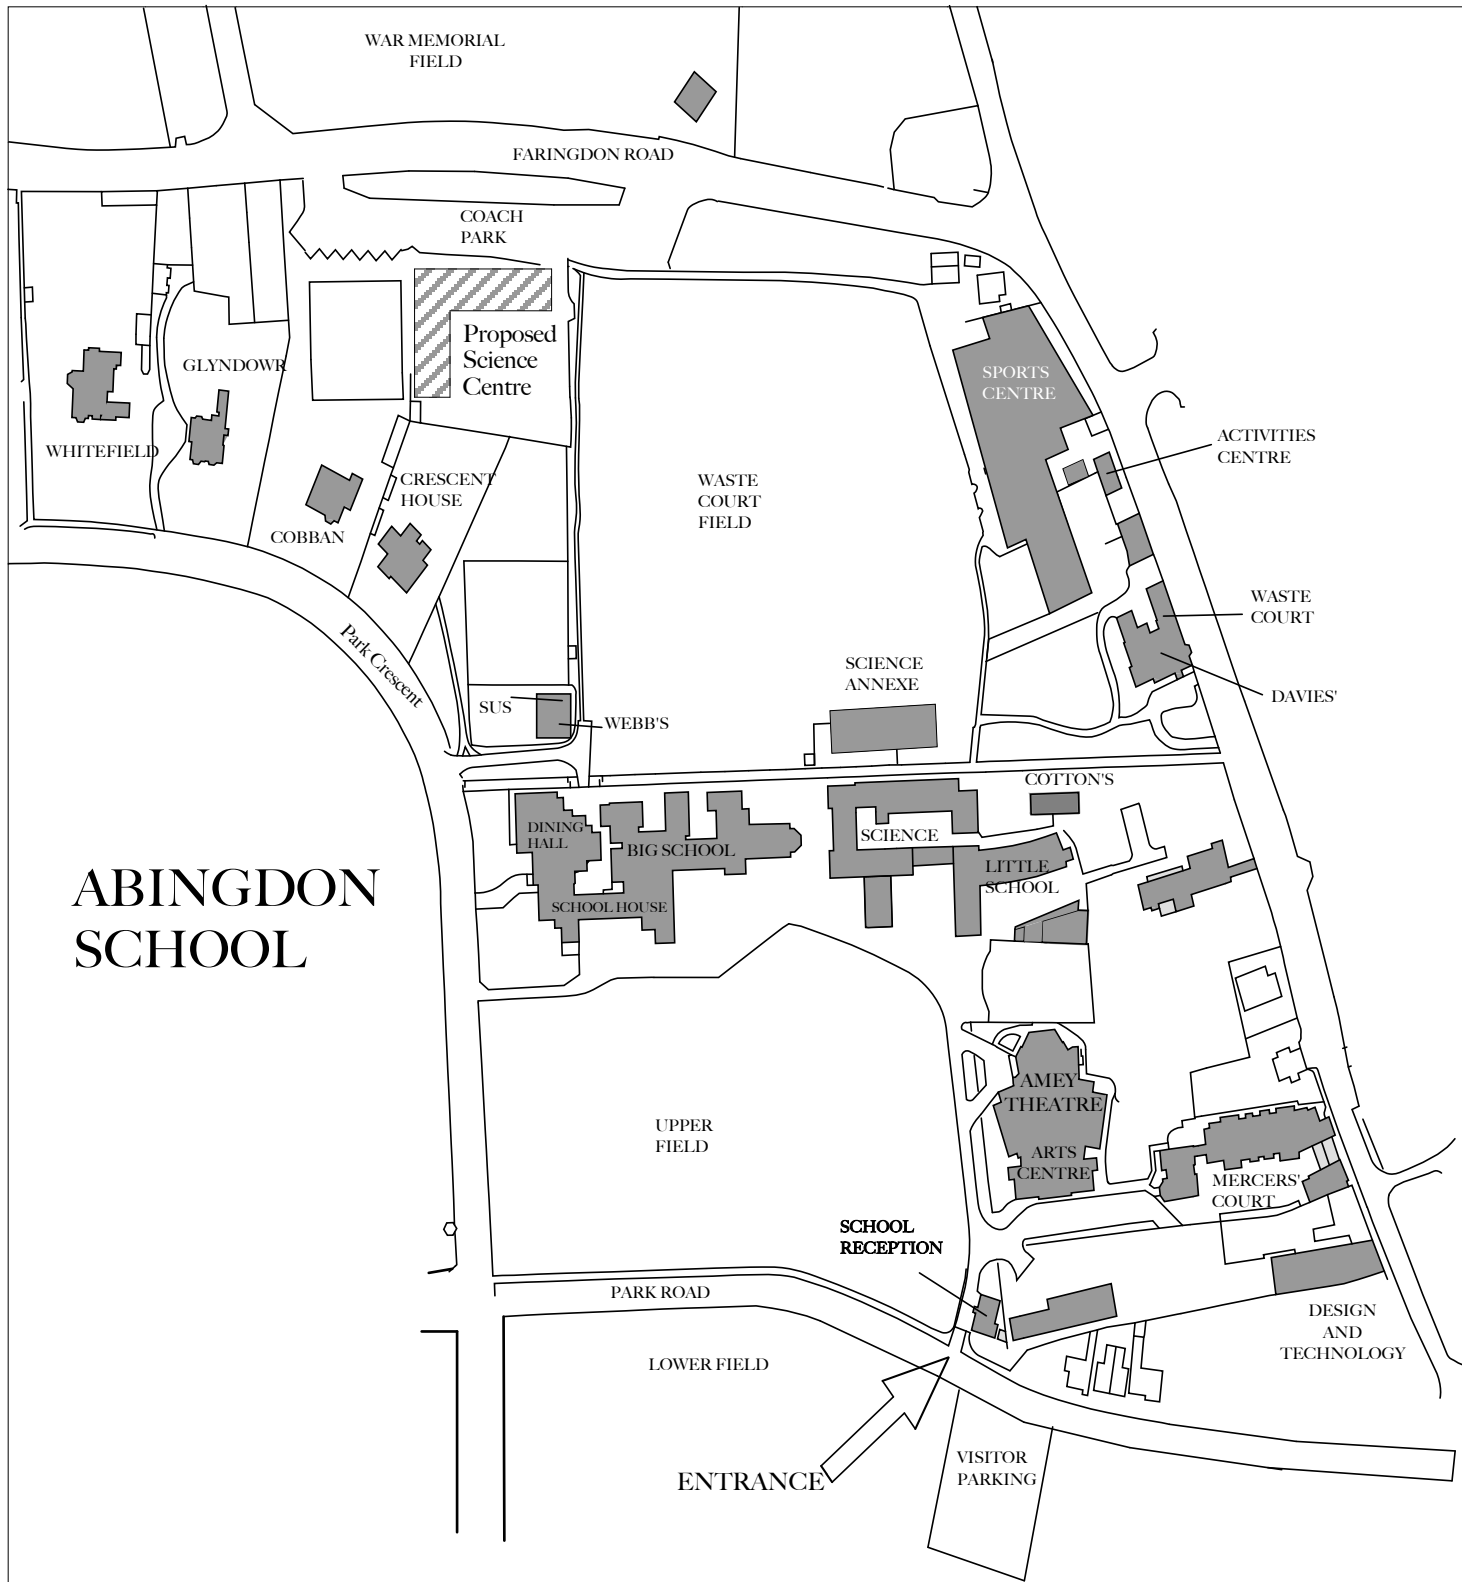 WAR MEMORIAL
FIELD
FARINGDON ROAD
COACH
PARK
Proposed
Science
Centre
GLYNDOWR
WHITEFIELD
SPORTS
CENTRE
ACTIVITIES
CENTRE
CRESCENT
HOUSE
WASTE
COURT
FIELD
COBBAN
WASTE
COURT
Park Crescent
SCIENCE
ANNEXE
DAVIES'
SUS
WEBB'S
COTTON'S
DINING
HALL
BIG SCHOOL
SCIENCE
LITTLE
SCHOOL
SCHOOL HOUSE
ABINGDON
SCHOOL
AMEY
THEATRE
UPPER
FIELD
ARTS
CENTRE
MERCERS'
COURT
SCHOOL
RECEPTION
PARK ROAD
DESIGN
AND
TECHNOLOGY
LOWER FIELD
VISITOR
PARKING
ENTRANCE